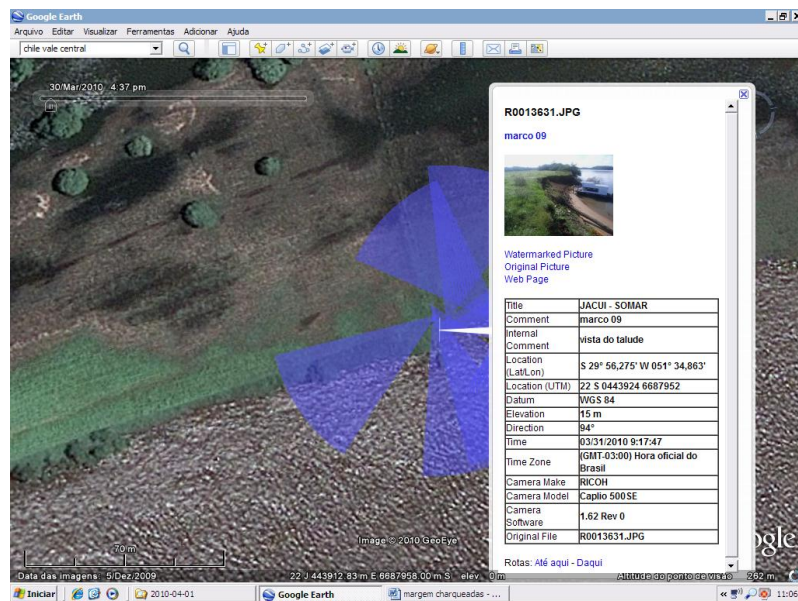 Google Earth
Arquivo Editar Visualizar Ferramentas Adicionar Ajuda
chile vale central
30/Mar/2010 4:37 pm
R0013631.JPG
marco 09
Watermarked Picture
Original Picture
Web Page
Title JACUI - SOMAR
Comment marco 09
Internal
Comment vista do talude
Location
(Lat/Lon) S 29° 56,275' W 051° 34,863'
Location (UTM) 22 S 0443924 6687952
Datum WGS 84
Elevation 15 m
Direction 94°
Time 03/31/2010 9:17:47
Time Zone (GMT-03:00) Hora oficial do
Brasil
Camera Make RICOH
Camera Model Caplio 500SE
Camera
Software 1.62 Rev 0
Original File R0013631.JPG
Rotas: Até aqui - Daqui
Image © 2010 GeoEye
ogle
70 m
Data das imagens: 5/Dez/2009 22 J 443912.83 m E 6687958.00 m S elev 0 m Altitude do ponto de visão 262 m
Iniciar 2010-04-01 Google Earth margem charqueadas - ... 11:06